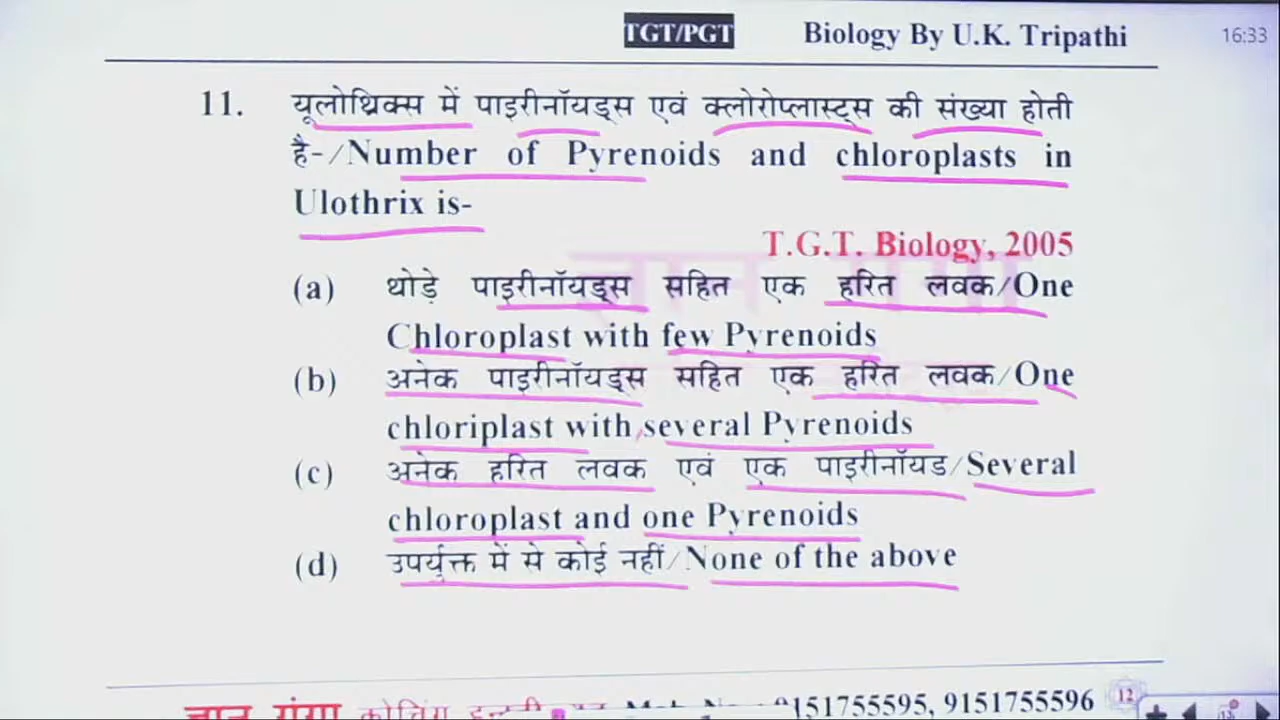 TGT/PGT Biology By U.K. Tripathi 16:33
11. यूलोथ्रिक्स में पाइरीनॉयड्स एवं क्लोरोप्लास्ट्स की संख्या होती
है-/Number of Pyrenoids and chloroplasts in
Ulothrix is-
T.G.T. Biology, 2005
(a) थोड़े पाइरीनॉयड्स सहित एक हरित लवक/One
Chloroplast with few Pyrenoids
(b) अनेक पाइरीनॉयड्स सहित एक हरित लवक/One
chloriplast with several Pyrenoids
(c) अनेक हरित लवक एवं एक पाइरीनॉयड/Several
chloroplast and one Pyrenoids
(d) उपर्युक्त में से कोई नहीं/None of the above
ज्ञान गंगा कोचिंग 9151755595, 9151755596 12
ज्ञान गंगा